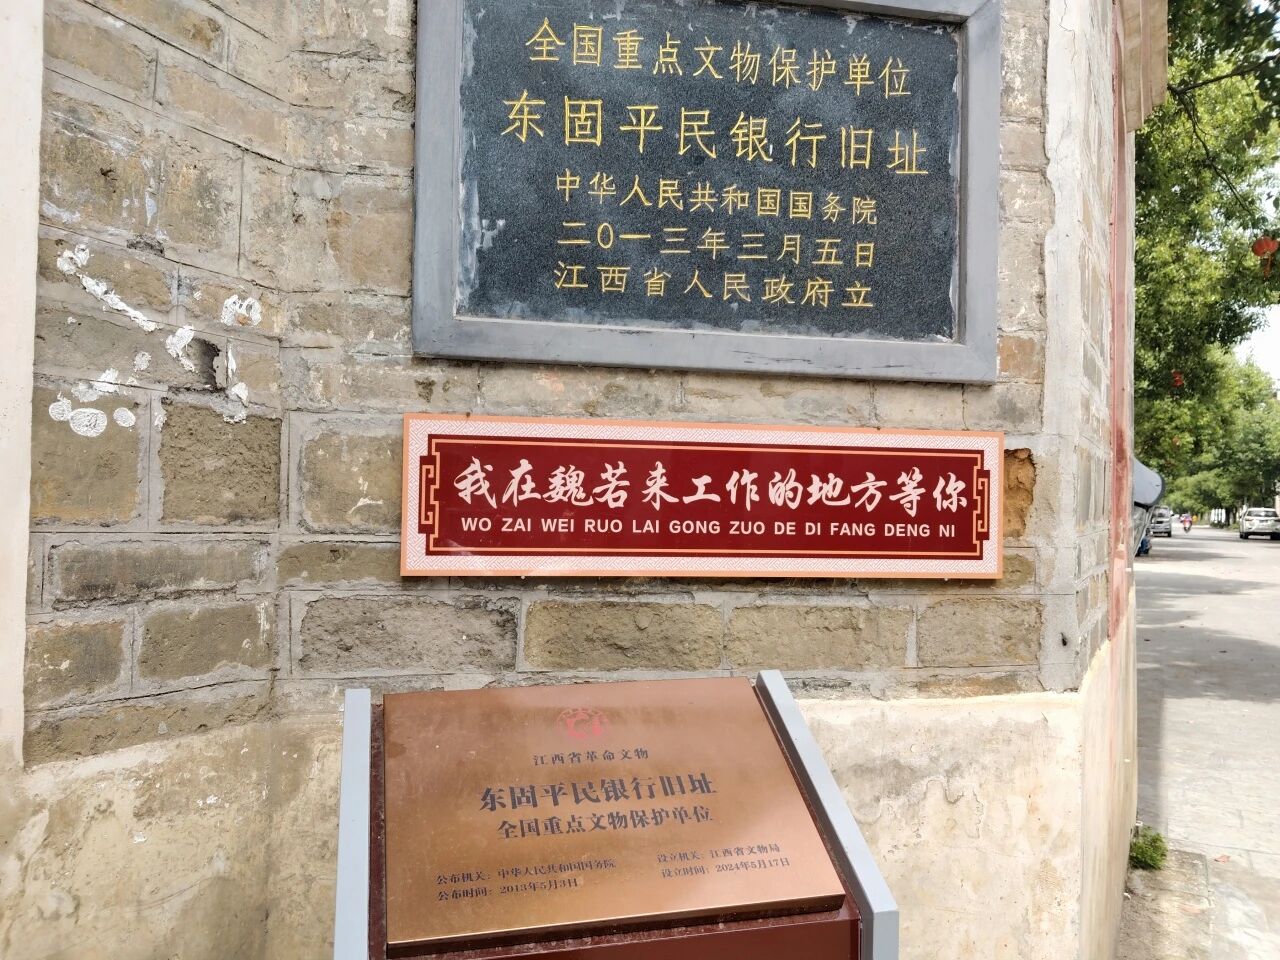 全国重点文物保护单位
东固平民银行旧址
中华人民共和国国务院
二0一三年三月五日
江西省人民政府立
我在魏若来工作的地方等你
WO ZAI WEI RUO LAI GONG ZUO DE DI FANG DENG NI
江西省革命文物
东固平民银行旧址
全国重点文物保护单位
公布机关：中华人民共和国国务院
公布时间：2013年5月3日
设立机关：江西省文物局
设立时间：2024年5月17日